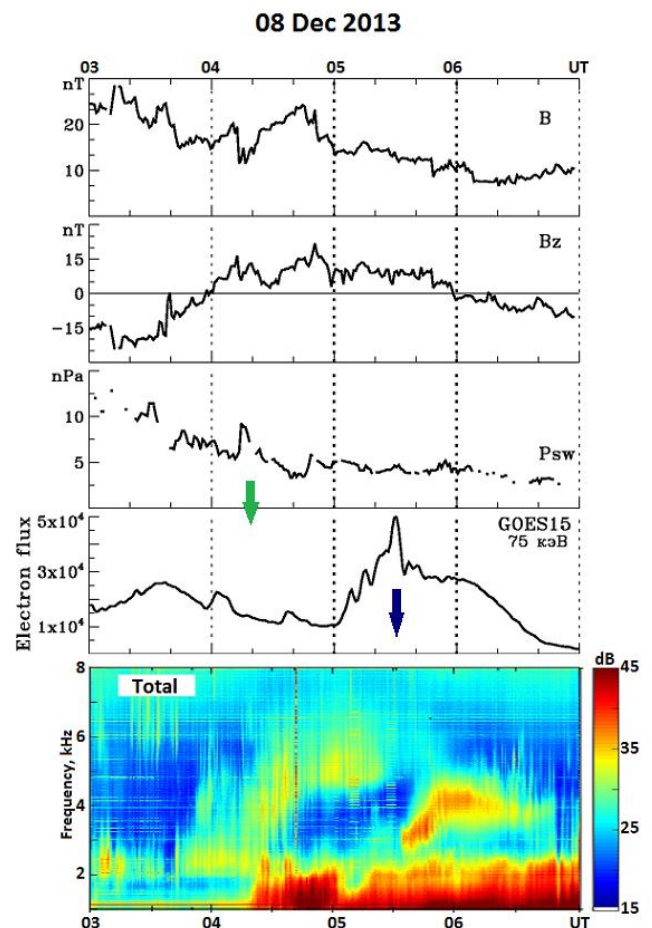 08 Dec 2013
03 04 05 06 UT
nT
20
10
B
nT
15
0
−15
Bz
nPa
10
5
Psw
Electron flux
5x10⁴
3x10⁴
1x10⁴
GOES15
75 кэВ
Total
Frequency, kHz
8
6
4
2
dB
45
35
25
15
03 04 05 06 UT